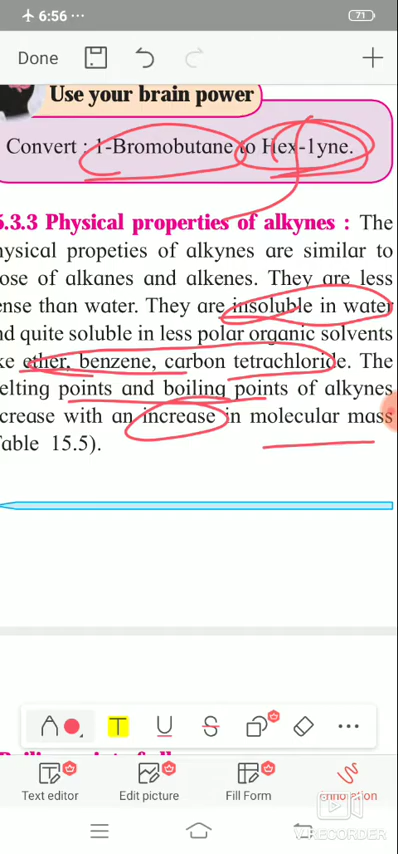 6:56 ...
71
Done
Use your brain power
Convert : 1-Bromobutane to Hex-1yne.
5.3.3 Physical properties of alkynes : The
hysical propeties of alkynes are similar to
ose of alkanes and alkenes. They are less
ense than water. They are insoluble in water
nd quite soluble in less polar organic solvents
ke ether, benzene, carbon tetrachloride. The
elting points and boiling points of alkynes
crease with an increase in molecular mass
able 15.5).
T U S ...
Text editor Edit picture Fill Form Annotation
V.RECORDER